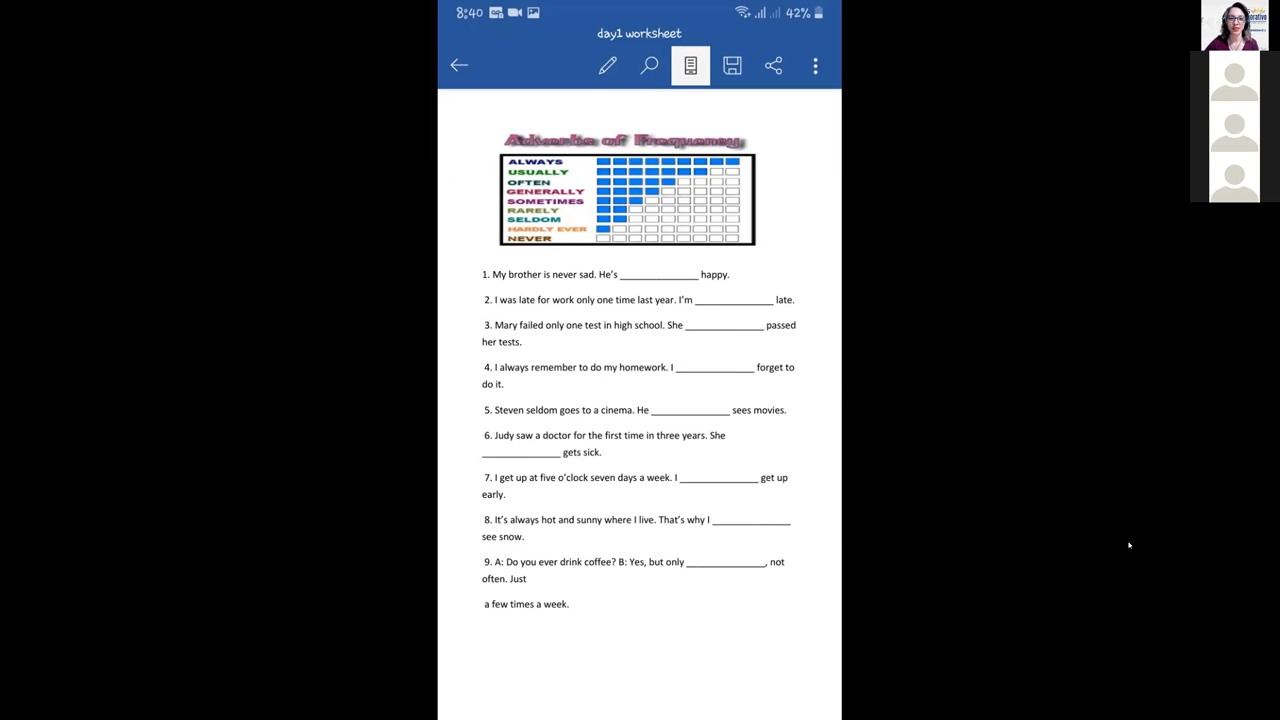 8:40
42%
day1 worksheet
Adverbs of Frequency
ALWAYS
USUALLY
OFTEN
GENERALLY
SOMETIMES
RARELY
SELDOM
HARDLY EVER
NEVER
1. My brother is never sad. He's _______________ happy.
2. I was late for work only one time last year. I'm _______________ late.
3. Mary failed only one test in high school. She _______________ passed
her tests.
4. I always remember to do my homework. I _______________ forget to
do it.
5. Steven seldom goes to a cinema. He _______________ sees movies.
6. Judy saw a doctor for the first time in three years. She
_______________ gets sick.
7. I get up at five o'clock seven days a week. I _______________ get up
early.
8. It's always hot and sunny where I live. That's why I _______________
see snow.
9. A: Do you ever drink coffee? B: Yes, but only _______________, not
often. Just
a few times a week.